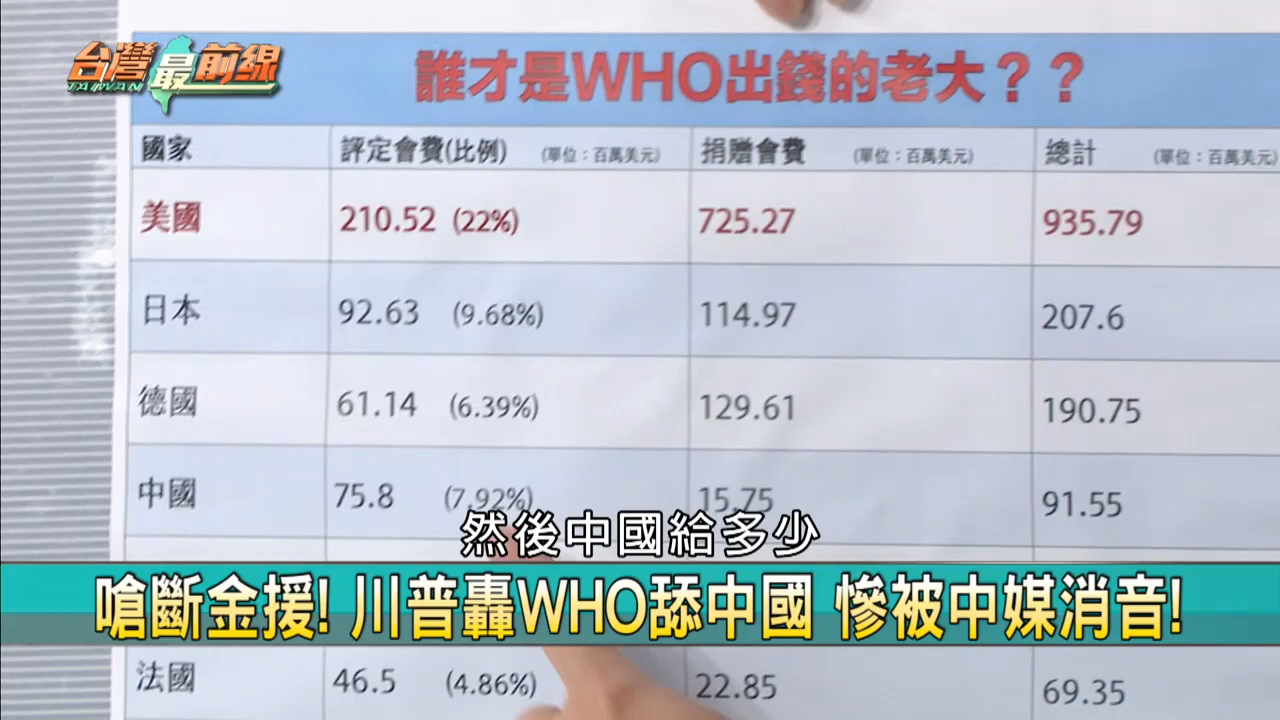 台灣最前線
TAIWAN
誰才是WHO出錢的老大？？
國家 評定會費(比例) (單位：百萬美元) 捐贈會費 (單位：百萬美元) 總計 (單位：百萬美元)
美國 210.52 (22%) 725.27 935.79
日本 92.63 (9.68%) 114.97 207.6
德國 61.14 (6.39%) 129.61 190.75
中國 75.8 (7.92%) 15.75 91.55
然後中國給多少
嗆斷金援! 川普轟WHO舔中國 慘被中媒消音!
法國 46.5 (4.86%) 22.85 69.35